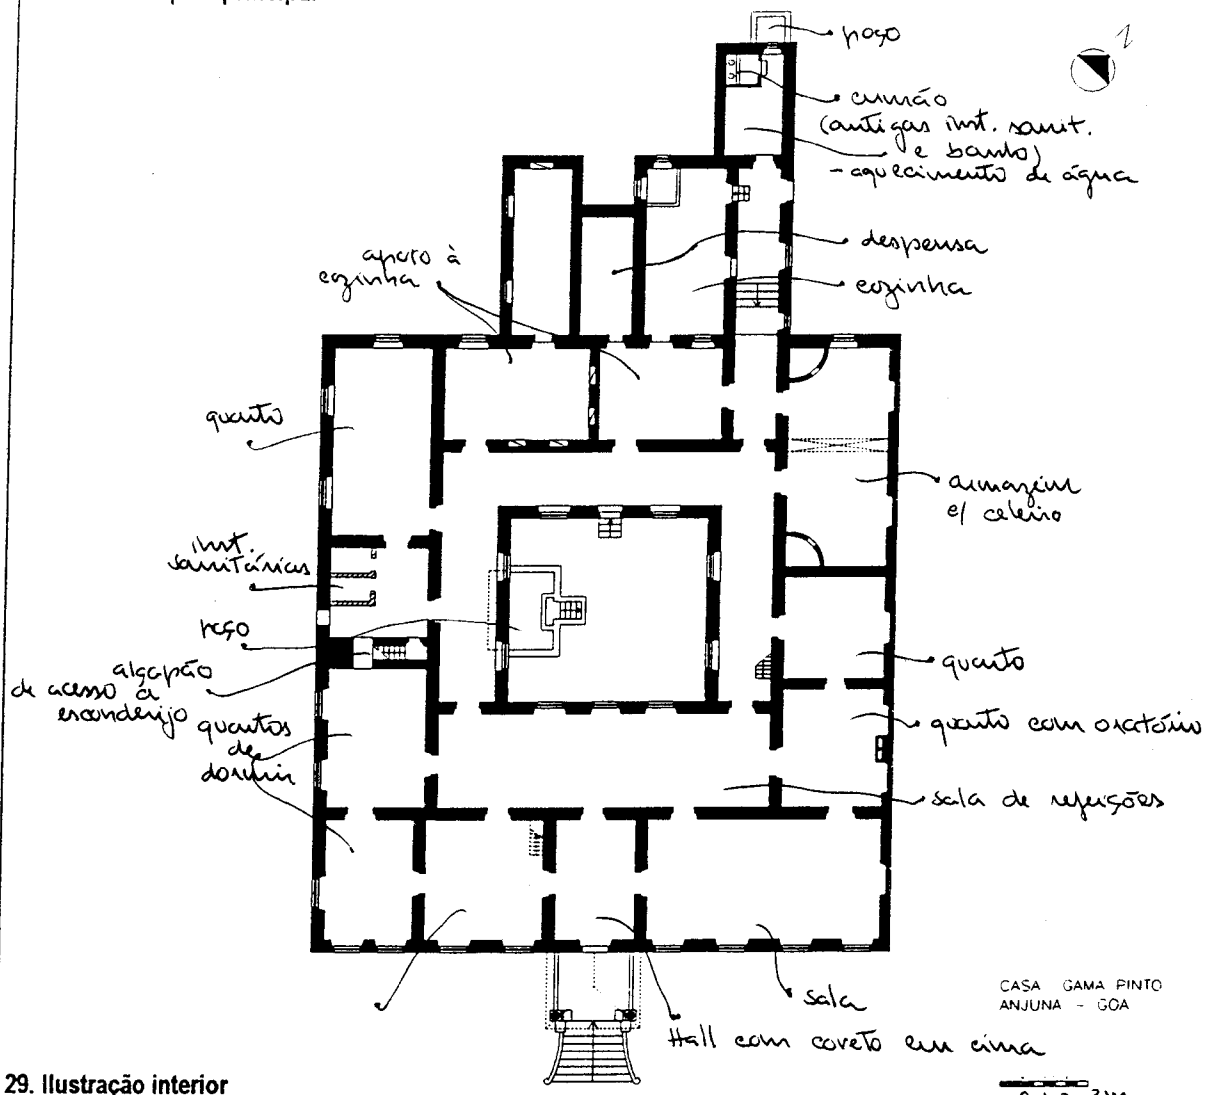 poço
cunsão
(antigas inst. sanit.
e banho)
- aquecimento de água
apoio à
cozinha
despensa
cozinha
quarto
armazém
e/ celeiro
inst.
sanitárias
poço
alçapão
de acesso a
esconderijo
quartos
de
dormir
quarto
quarto com oratório
sala de refeições
sala
Hall com coreto em cima
CASA GAMA PINTO
ANJUNA - GOA
29. Ilustração interior